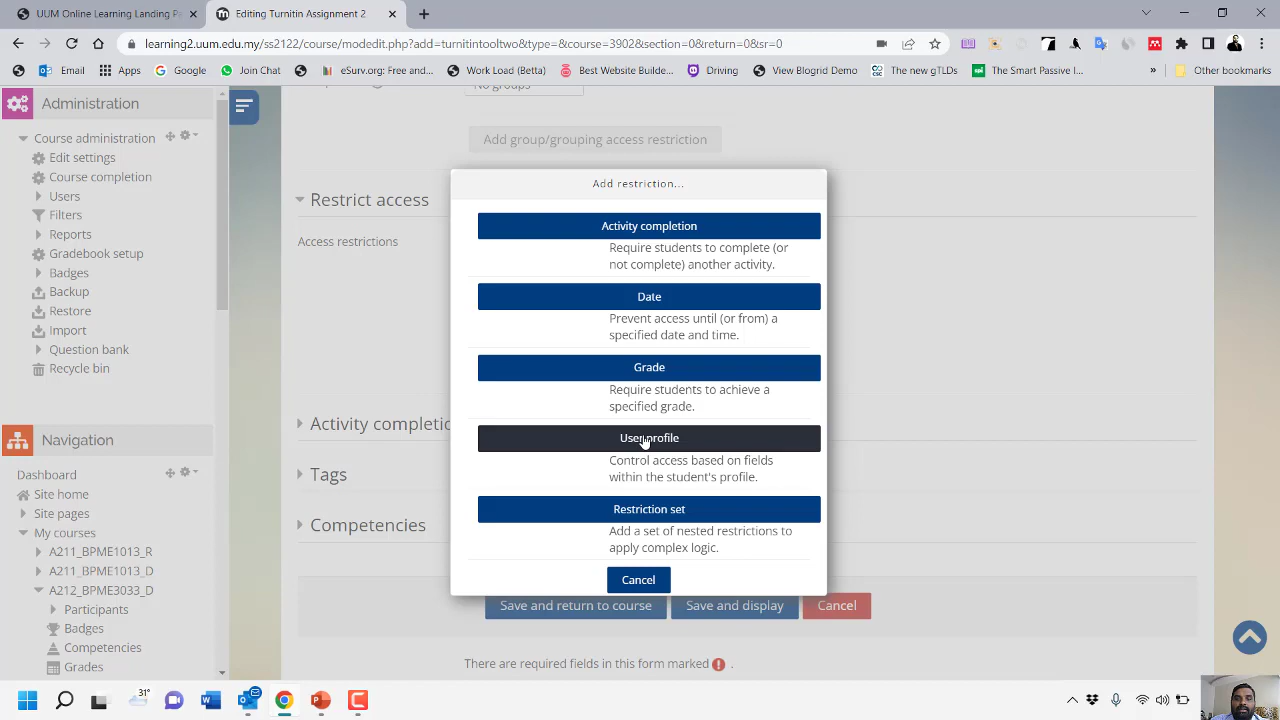 UUM Online Learning Landing P
Editing Turnitin Assignment 2
learning2.uum.edu.my/ss2122/course/modedit.php?add=turnitintooltwo&type=&course=3902&section=0&return=0&sr=0
Email
Apps
Google
Join Chat
eSurv.org: Free and...
Work Load (Beta)
Best Website Builde...
Driving
View Blogrid Demo
The new gTLDs
The Smart Passive I...
Other bookmarks
Administration
Course administration
Edit settings
Course completion
Users
Filters
Reports
Gradebook setup
Badges
Backup
Restore
Import
Question bank
Recycle bin
Navigation
Dashboard
Site home
Site pages
My courses
A211_BPME1013_R
A211_BPME1013_D
A212_BPME3033_D
Participants
Badges
Competencies
Grades
No groups
Add group/grouping access restriction
Restrict access
Access restrictions
Activity completio
Tags
Competencies
Add restriction...
Activity completion
Require students to complete (or
not complete) another activity.
Date
Prevent access until (or from) a
specified date and time.
Grade
Require students to achieve a
specified grade.
User profile
Control access based on fields
within the student's profile.
Restriction set
Add a set of nested restrictions to
apply complex logic.
Cancel
Save and return to course
Save and display
Cancel
There are required fields in this form marked .
31°